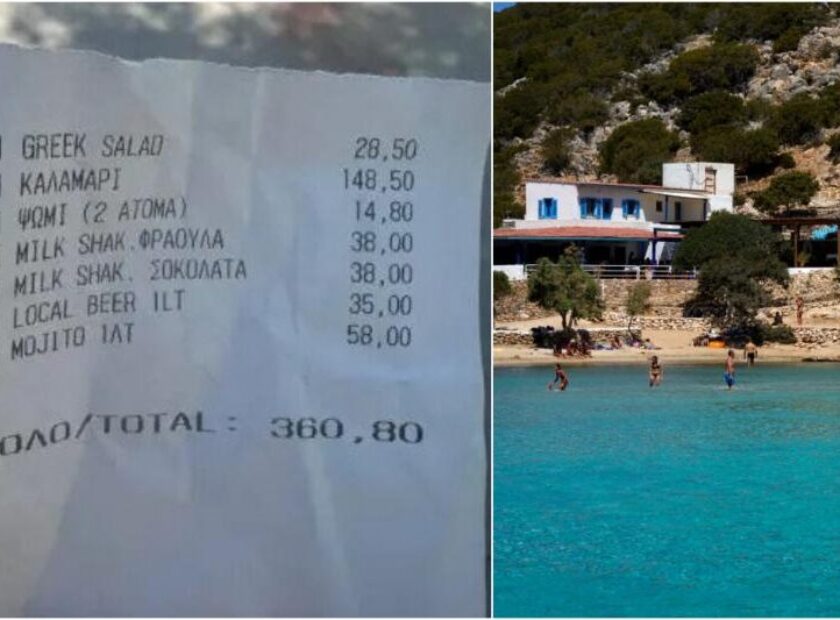 GREEK SALAD 28,50
ΚΑΛΑΜΑΡΙ 148,50
ΨΩΜΙ (2 ΑΤΟΜΑ) 14,80
MILK SHAK.ΦΡΑΟΥΛΑ 38,00
MILK SHAK. ΣΟΚΟΛΑΤΑ 38,00
LOCAL BEER 1LT 35,00
MOJITO 1ΛΤ 58,00
ΟΛΟ/TOTAL: 360,80